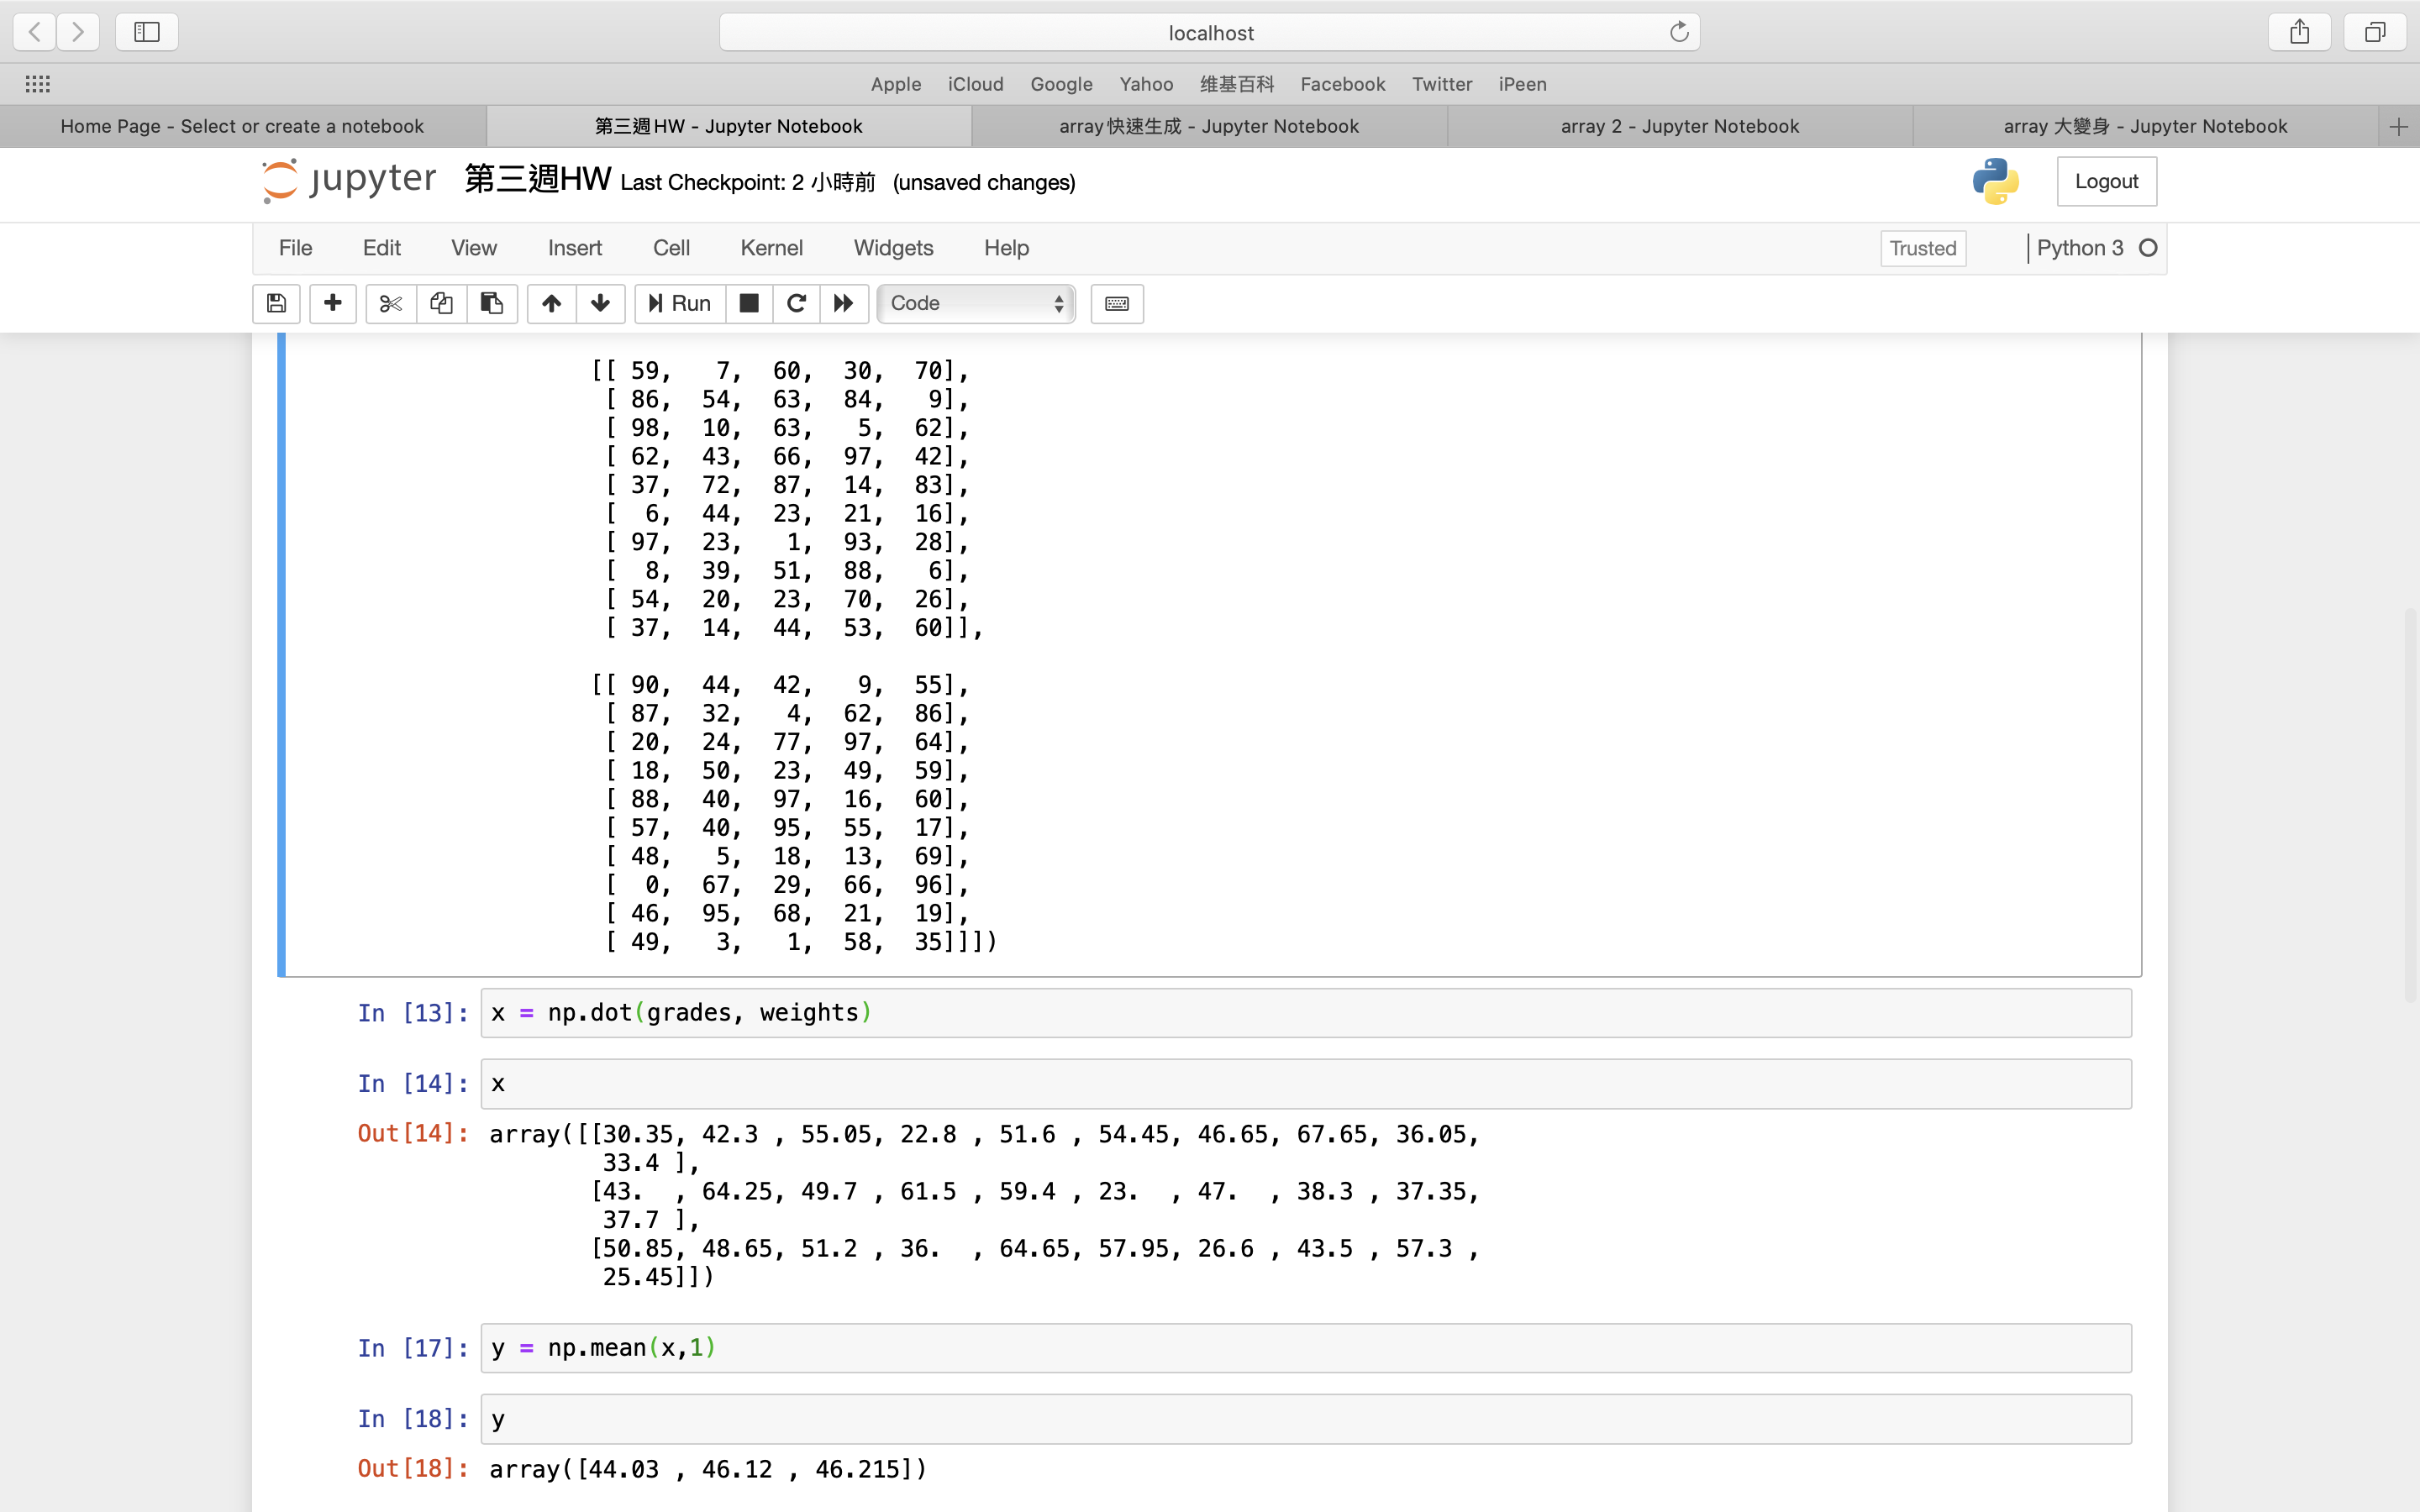 localhost
Apple iCloud Google Yahoo 维基百科 Facebook Twitter iPeen
Home Page - Select or create a notebook
第三週HW - Jupyter Notebook
array快速生成 - Jupyter Notebook
array 2 - Jupyter Notebook
array 大變身 - Jupyter Notebook
jupyter 第三週HW Last Checkpoint: 2 小時前 (unsaved changes)
Logout
File Edit View Insert Cell Kernel Widgets Help
Trusted
Python 3
Run
Code
[[ 59,   7,  60,  30,  70],
[ 86,  54,  63,  84,   9],
[ 98,  10,  63,   5,  62],
[ 62,  43,  66,  97,  42],
[ 37,  72,  87,  14,  83],
[  6,  44,  23,  21,  16],
[ 97,  23,   1,  93,  28],
[  8,  39,  51,  88,   6],
[ 54,  20,  23,  70,  26],
[ 37,  14,  44,  53,  60]],
[[ 90,  44,  42,   9,  55],
[ 87,  32,   4,  62,  86],
[ 20,  24,  77,  97,  64],
[ 18,  50,  23,  49,  59],
[ 88,  40,  97,  16,  60],
[ 57,  40,  95,  55,  17],
[ 48,   5,  18,  13,  69],
[  0,  67,  29,  66,  96],
[ 46,  95,  68,  21,  19],
[ 49,   3,   1,  58,  35]]])
In [13]: x = np.dot(grades, weights)
In [14]: x
Out[14]: array([[30.35, 42.3 , 55.05, 22.8 , 51.6 , 54.45, 46.65, 67.65, 36.05,
33.4 ],
[43.  , 64.25, 49.7 , 61.5 , 59.4 , 23.  , 47.  , 38.3 , 37.35,
37.7 ],
[50.85, 48.65, 51.2 , 36.  , 64.65, 57.95, 26.6 , 43.5 , 57.3 ,
25.45]])
In [17]: y = np.mean(x,1)
In [18]: y
Out[18]: array([44.03 , 46.12 , 46.215])